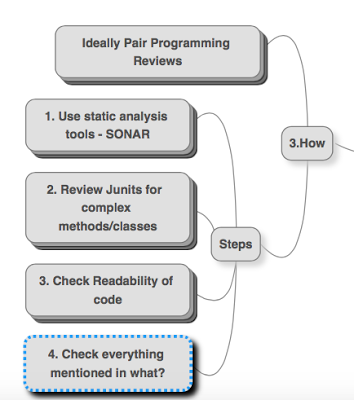 Ideally Pair Programming
Reviews
1. Use static analysis
tools - SONAR
3.How
2. Review Junits for
complex
methods/classes
Steps
3. Check Readability of
code
4. Check everything
mentioned in what?